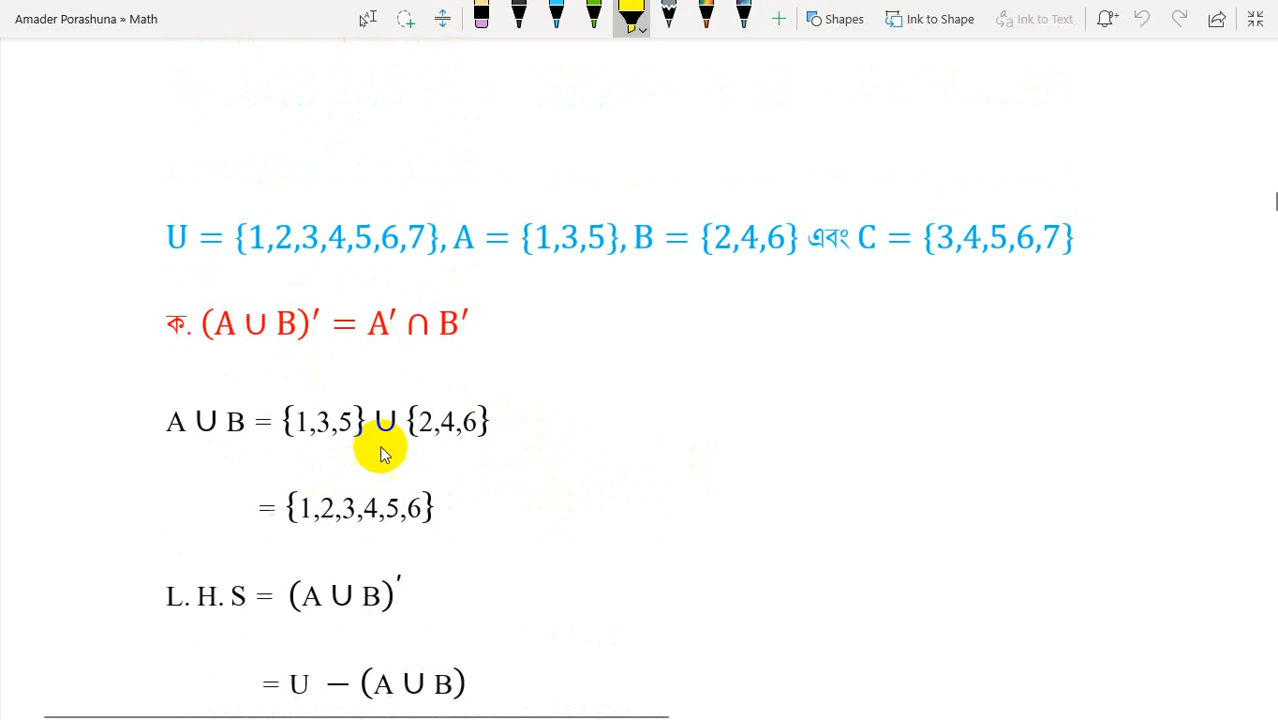 Amader Porashuna » Math
Shapes
Ink to Shape
Ink to Text
U = {1,2,3,4,5,6,7}, A = {1,3,5}, B = {2,4,6} এবং C = {3,4,5,6,7}
ক. (A ∪ B)′ = A′ ∩ B′
A ∪ B = {1,3,5} ∪ {2,4,6}
= {1,2,3,4,5,6}
L. H. S = (A ∪ B)′
= U − (A ∪ B)